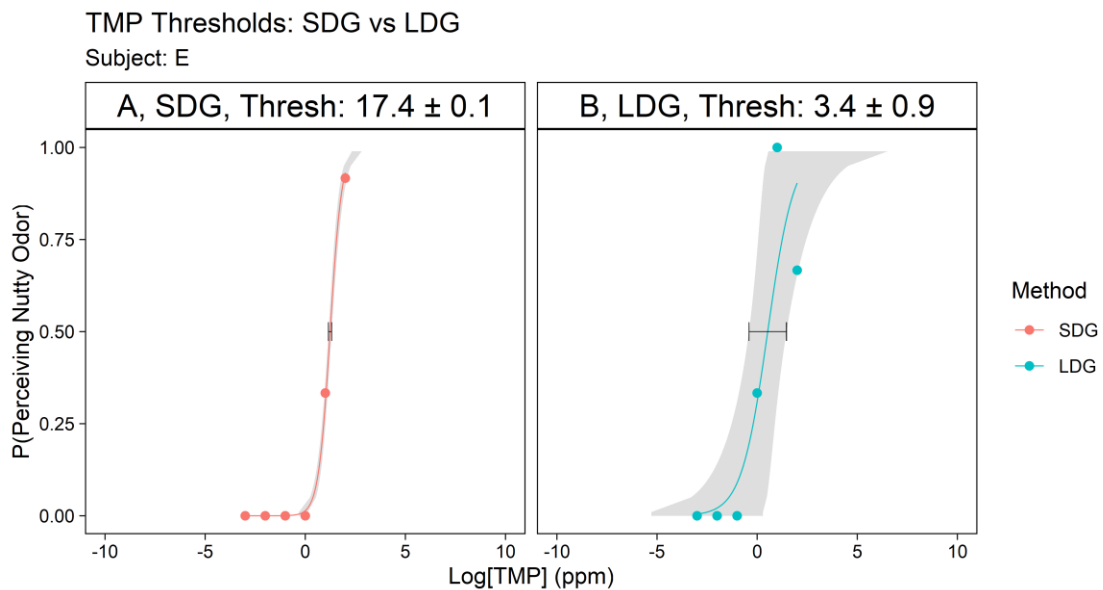 TMP Thresholds: SDG vs LDG
Subject: E
A, SDG, Thresh: 17.4 ± 0.1
B, LDG, Thresh: 3.4 ± 0.9
P(Perceiving Nutty Odor)
1.00
0.75
0.50
0.25
0.00
-10 -5 0 5 10
-10 -5 0 5 10
Log[TMP] (ppm)
Method
SDG
LDG